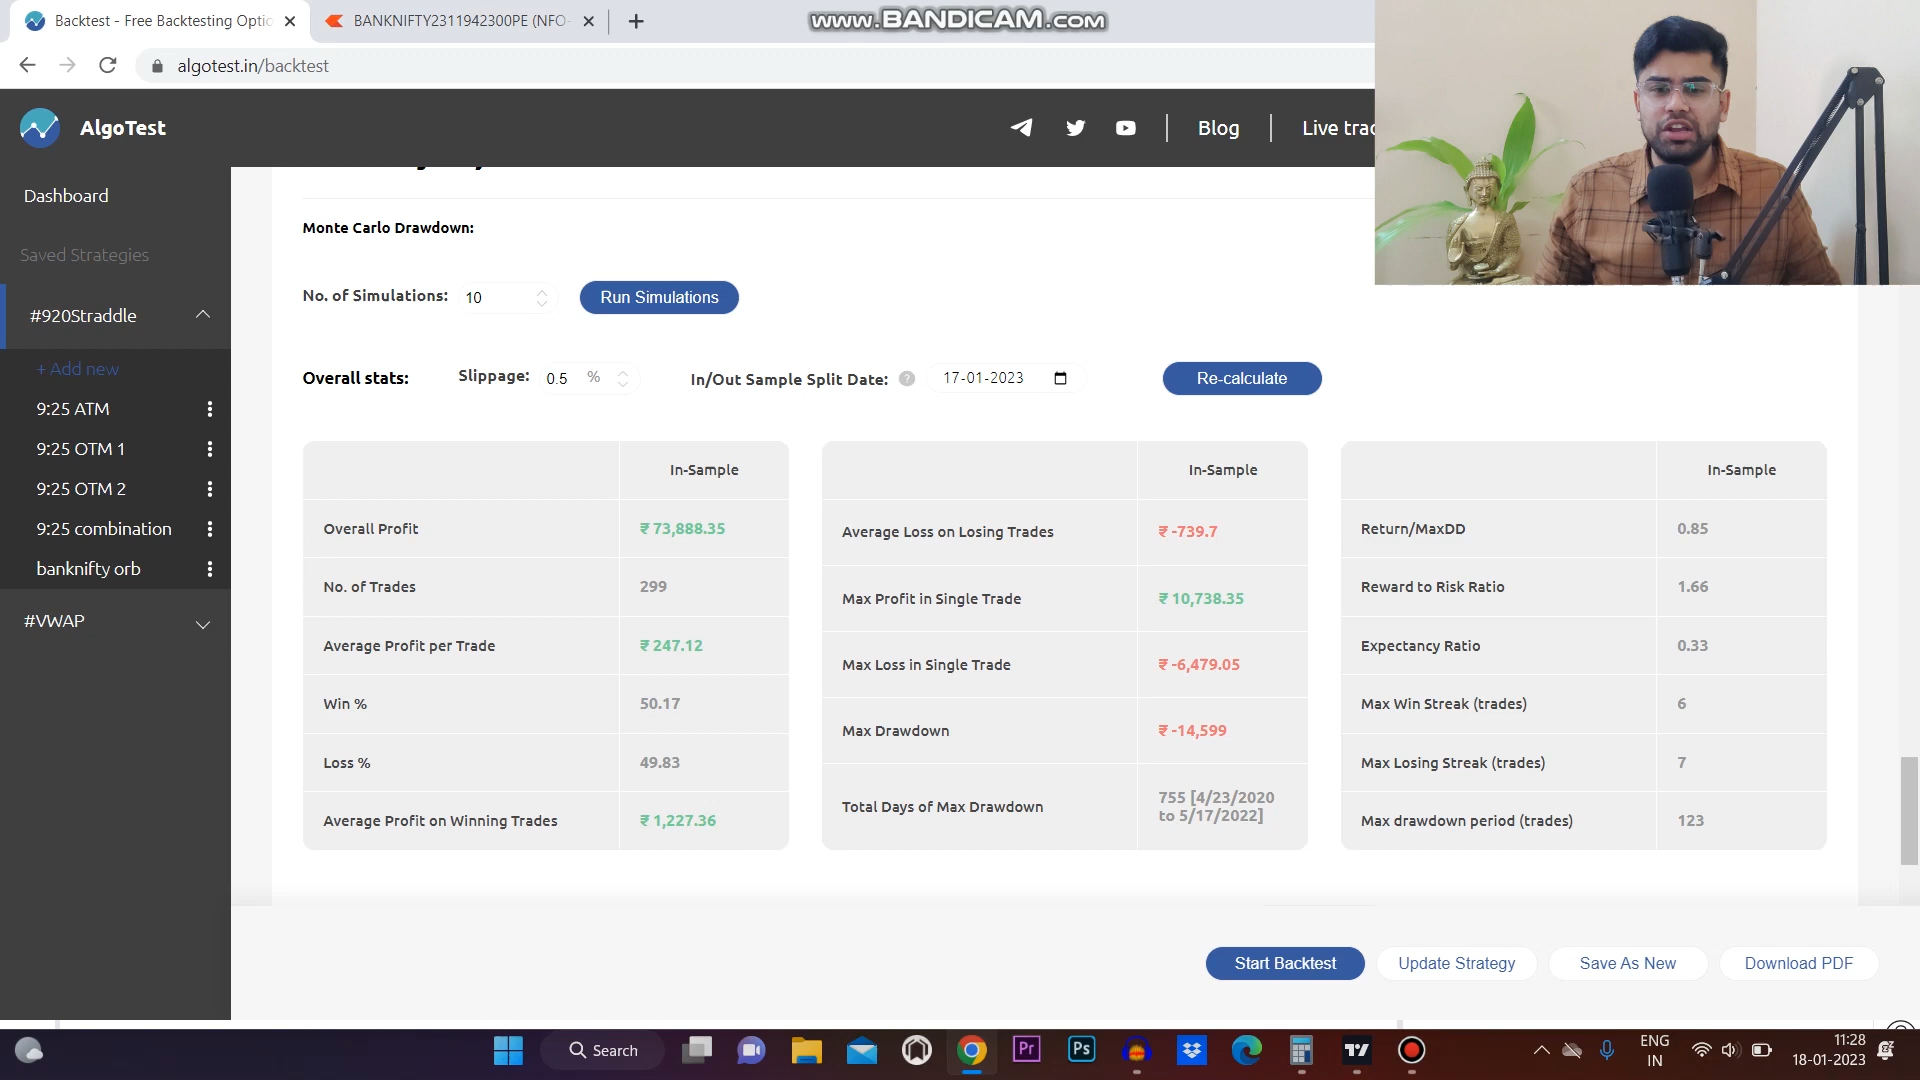 Backtest - Free Backtesting Optio
BANKNIFTY2311942300PE (NFO-
www.BANDICAM.com
algotest.in/backtest
AlgoTest
Blog
Live trac
Dashboard
Saved Strategies
#920Straddle
+ Add new
9:25 ATM
9:25 OTM 1
9:25 OTM 2
9:25 combination
banknifty orb
#VWAP
Monte Carlo Drawdown:
No. of Simulations: 10 Run Simulations
Overall stats: Slippage: 0.5 % In/Out Sample Split Date: ? 17-01-2023 Re-calculate
In-Sample
Overall Profit ₹ 73,888.35
No. of Trades 299
Average Profit per Trade ₹ 247.12
Win % 50.17
Loss % 49.83
Average Profit on Winning Trades ₹ 1,227.36
In-Sample
Average Loss on Losing Trades ₹ -739.7
Max Profit in Single Trade ₹ 10,738.35
Max Loss in Single Trade ₹ -6,479.05
Max Drawdown ₹ -14,599
Total Days of Max Drawdown 755 [4/23/2020
to 5/17/2022]
In-Sample
Return/MaxDD 0.85
Reward to Risk Ratio 1.66
Expectancy Ratio 0.33
Max Win Streak (trades) 6
Max Losing Streak (trades) 7
Max drawdown period (trades) 123
Start Backtest
Update Strategy
Save As New
Download PDF
Search
Pr
Ps
ENG
IN
11:28
18-01-2023